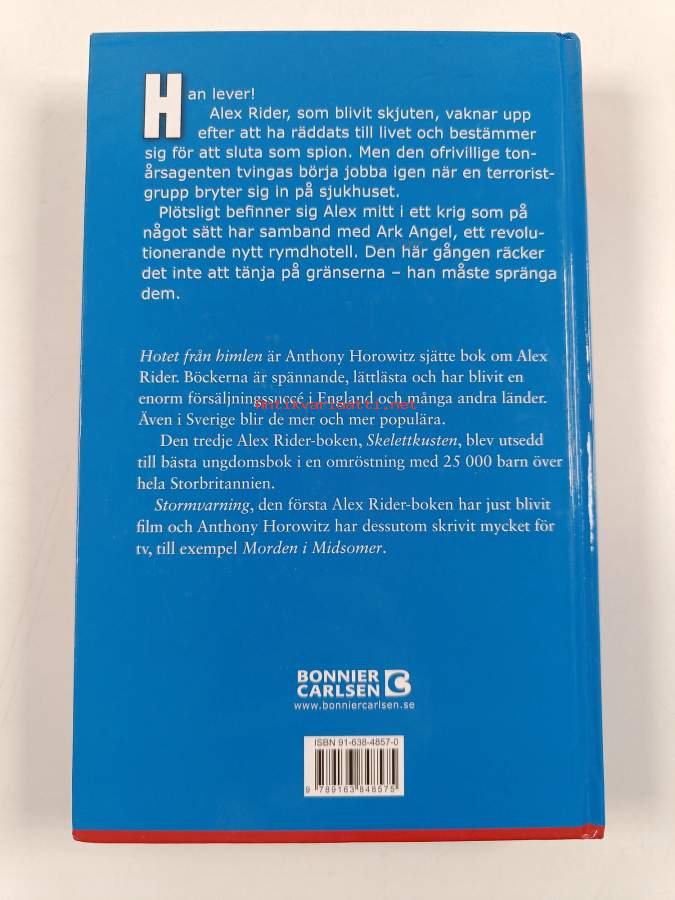 Han lever!
Alex Rider, som blivit skjuten, vaknar upp
efter att ha räddats till livet och bestämmer
sig för att sluta som spion. Men den ofrivillige ton-
årsagenten tvingas börja jobba igen när en terrorist-
grupp bryter sig in på sjukhuset.
Plötsligt befinner sig Alex mitt i ett krig som på
något sätt har samband med Ark Angel, ett revolu-
tionerande nytt rymdhotell. Den här gången räcker
det inte att tänja på gränserna – han måste spränga
dem.
Hotet från himlen är Anthony Horowitz sjätte bok om Alex
Rider. Böckerna är spännande, lättlästa och har blivit en
enorm försäljningssuccé i England och många andra länder.
Antikvariaatti.net
Även i Sverige blir de mer och mer populära.
Den tredje Alex Rider-boken, Skelettkusten, blev utsedd
till bästa ungdomsbok i en omröstning med 25 000 barn över
hela Storbritannien.
Stormvarning, den första Alex Rider-boken har just blivit
film och Anthony Horowitz har dessutom skrivit mycket för
tv, till exempel Morden i Midsomer.
BONNIER
CARLSEN
www.bonniercarlsen.se
ISBN 91-638-4857-0
9 789163 848575